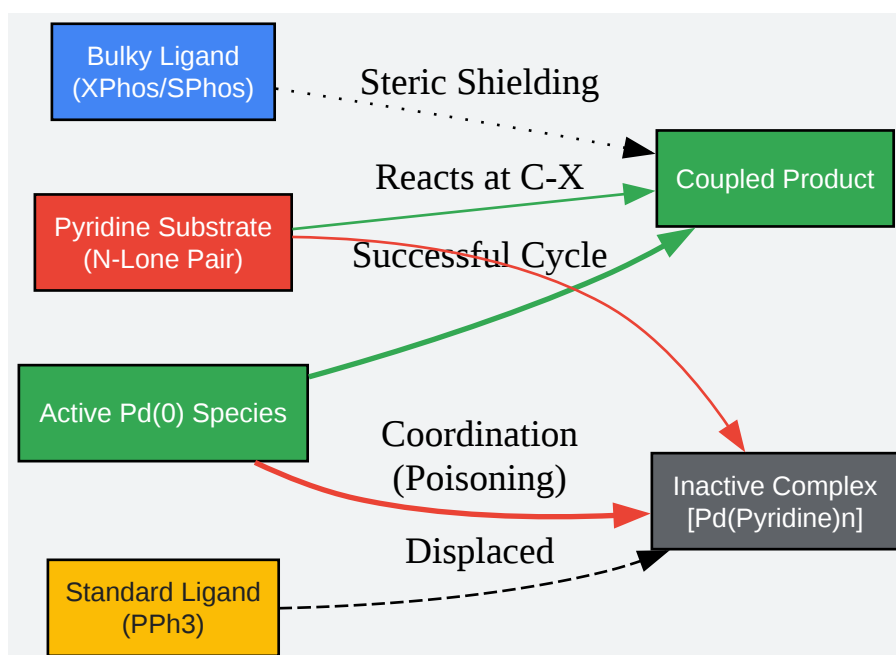 Bulky Ligand
(XPhos/SPhos)
Steric Shielding
Coupled Product
Reacts at C-X
Pyridine Substrate
(N-Lone Pair)
Successful Cycle
Active Pd(0) Species
Coordination
(Poisoning)
Inactive Complex
[Pd(Pyridine)n]
Displaced
Standard Ligand
(PPh3)